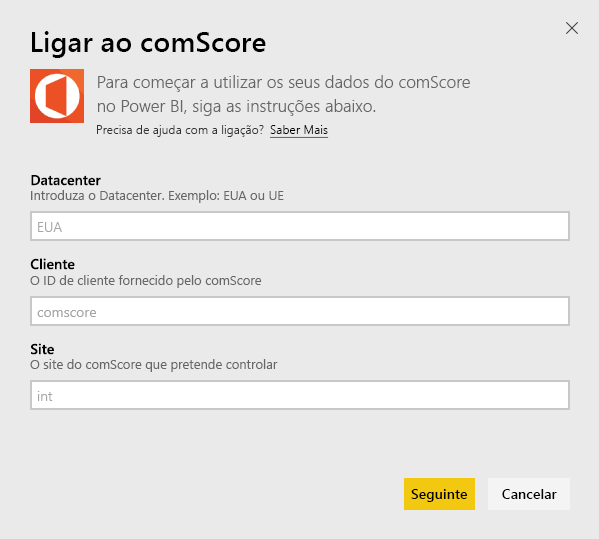 Ligar ao comScore
Para começar a utilizar os seus dados do comScore
no Power BI, siga as instruções abaixo.
Precisa de ajuda com a ligação? Saber Mais
Datacenter
Introduza o Datacenter. Exemplo: EUA ou UE
EUA
Cliente
O ID de cliente fornecido pelo comScore
comscore
Site
O site do comScore que pretende controlar
int
Seguinte Cancelar